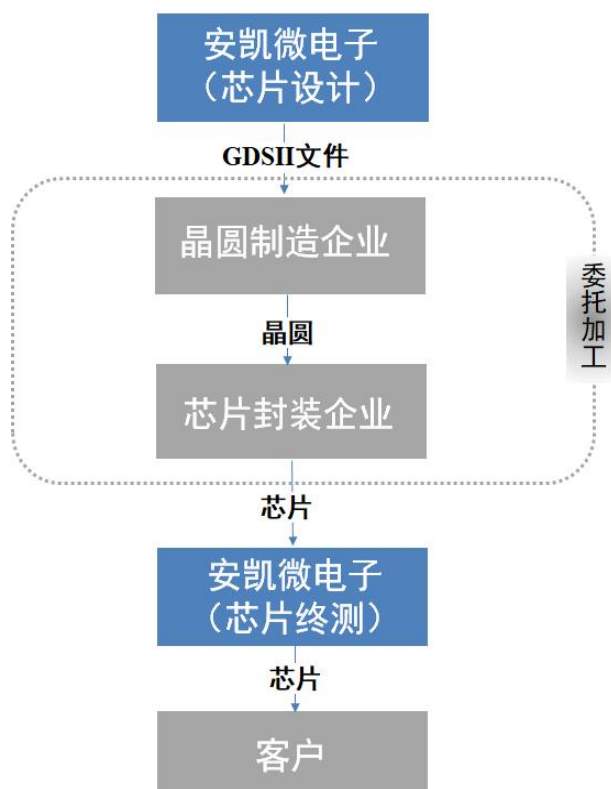 安凯微电子
（芯片设计）
GDSII文件
晶圆制造企业
委托加工
晶圆
芯片封装企业
芯片
安凯微电子
（芯片终测）
芯片
客户